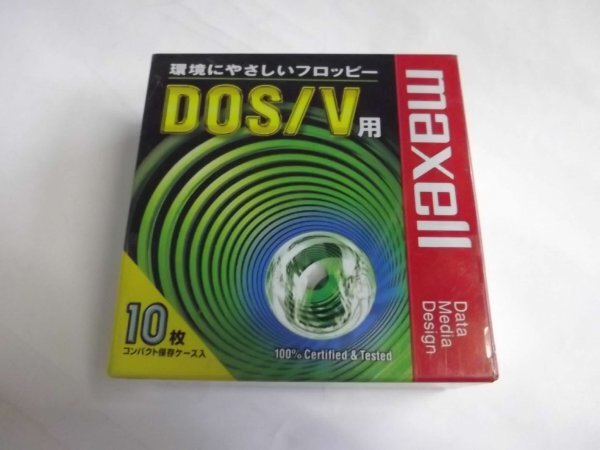 環境にやさしいフロッピー
DOS/V用
maxell
Data
Media
Design
10枚
コンパクト保存ケース入
100% Certified & Tested